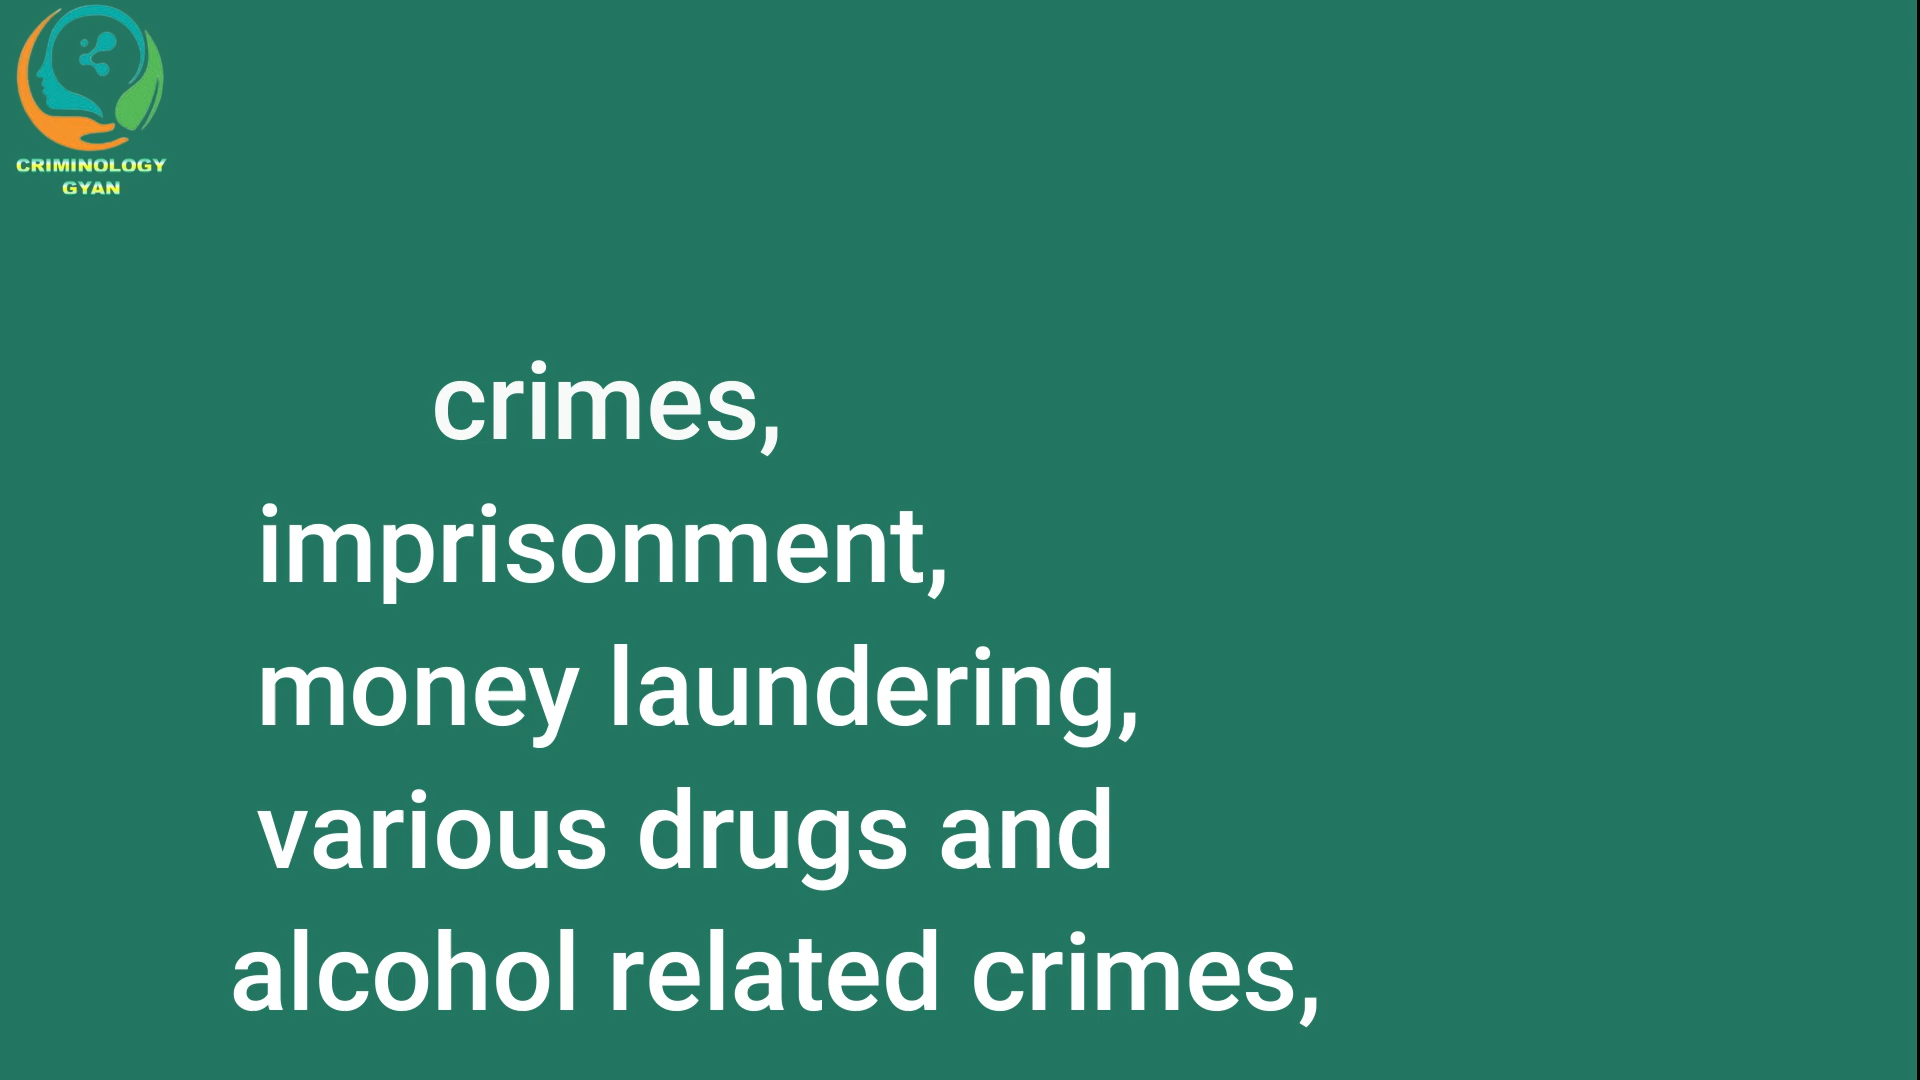 CRIMINOLOGY
GYAN
crimes,
imprisonment,
money laundering,
various drugs and
alcohol related crimes,